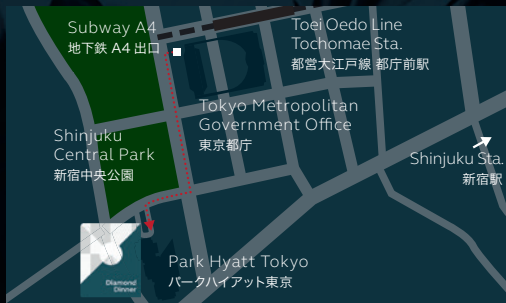 Subway A4
地下鉄 A4 出口
Toei Oedo Line
Tochomae Sta.
都営大江戸線 都庁前駅
Tokyo Metropolitan
Government Office
東京都庁
Shinjuku
Central Park
新宿中央公園
Shinjuku Sta.
新宿駅
Diamond
Dinner
Park Hyatt Tokyo
パークハイアット東京